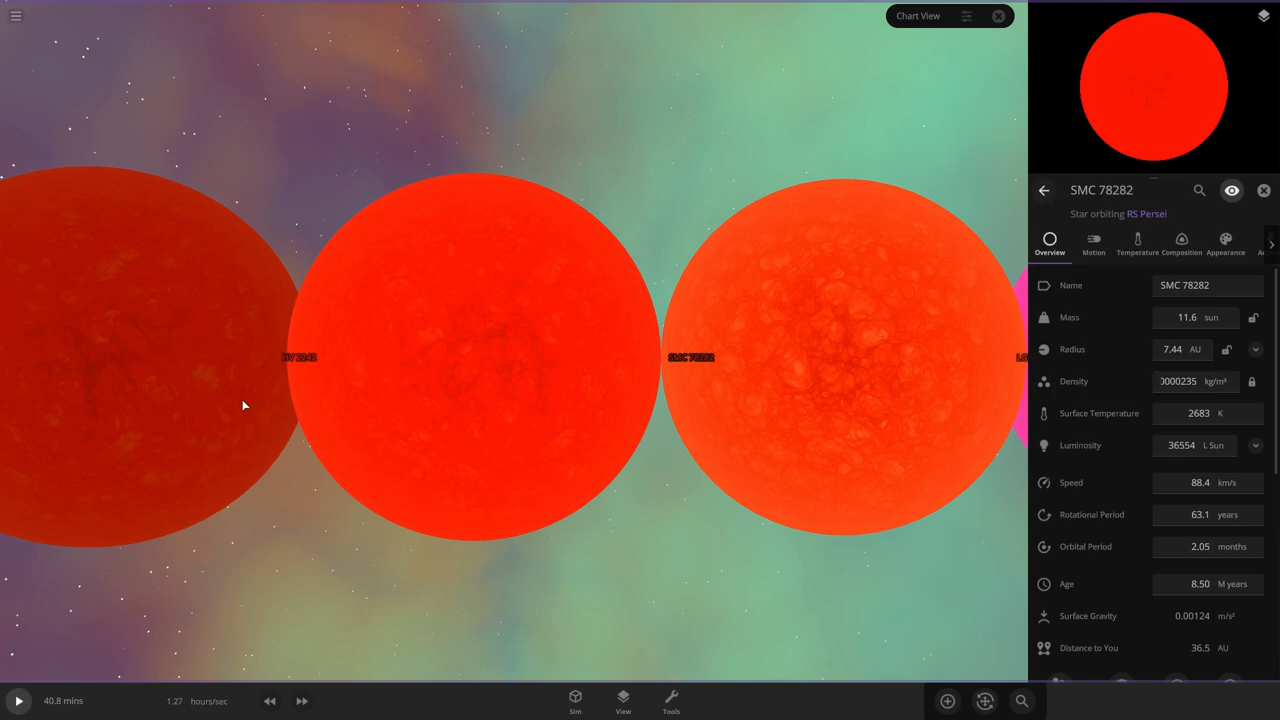 Chart View
HV 2242
SMC 78282
SMC 78282
Star orbiting RS Persei
Overview
Motion
Temperature
Composition
Appearance
Name
SMC 78282
Mass
11.6 sun
Radius
7.44 AU
Density
0000235 kg/m³
Surface Temperature
2683 K
Luminosity
36554 L Sun
Speed
88.4 km/s
Rotational Period
63.1 years
Orbital Period
2.05 months
Age
8.50 M years
Surface Gravity
0.00124 m/s²
Distance to You
36.5 AU
40.8 mins
1.27 hours/sec
Sim
View
Tools